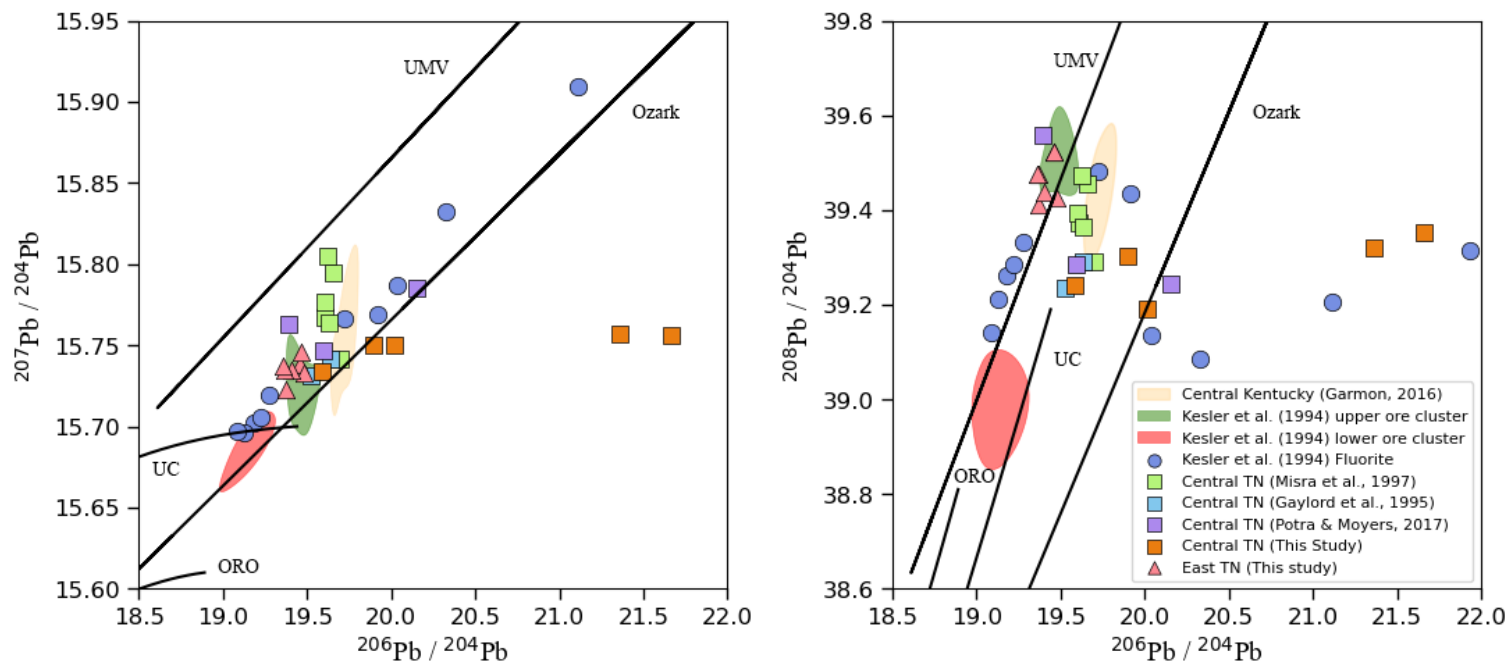 15.95
15.90
15.85
15.80
15.75
15.70
15.65
15.60
207Pb / 204Pb
UMV
Ozark
UC
ORO
18.5 19.0 19.5 20.0 20.5 21.0 21.5 22.0
206Pb / 204Pb
39.8
39.6
39.4
39.2
39.0
38.8
38.6
208Pb / 204Pb
UMV
Ozark
UC
ORO
Central Kentucky (Garmon, 2016)
Kesler et al. (1994) upper ore cluster
Kesler et al. (1994) lower ore cluster
Kesler et al. (1994) Fluorite
Central TN (Misra et al., 1997)
Central TN (Gaylord et al., 1995)
Central TN (Potra & Moyers, 2017)
Central TN (This Study)
East TN (This study)
18.5 19.0 19.5 20.0 20.5 21.0 21.5 22.0
206Pb / 204Pb